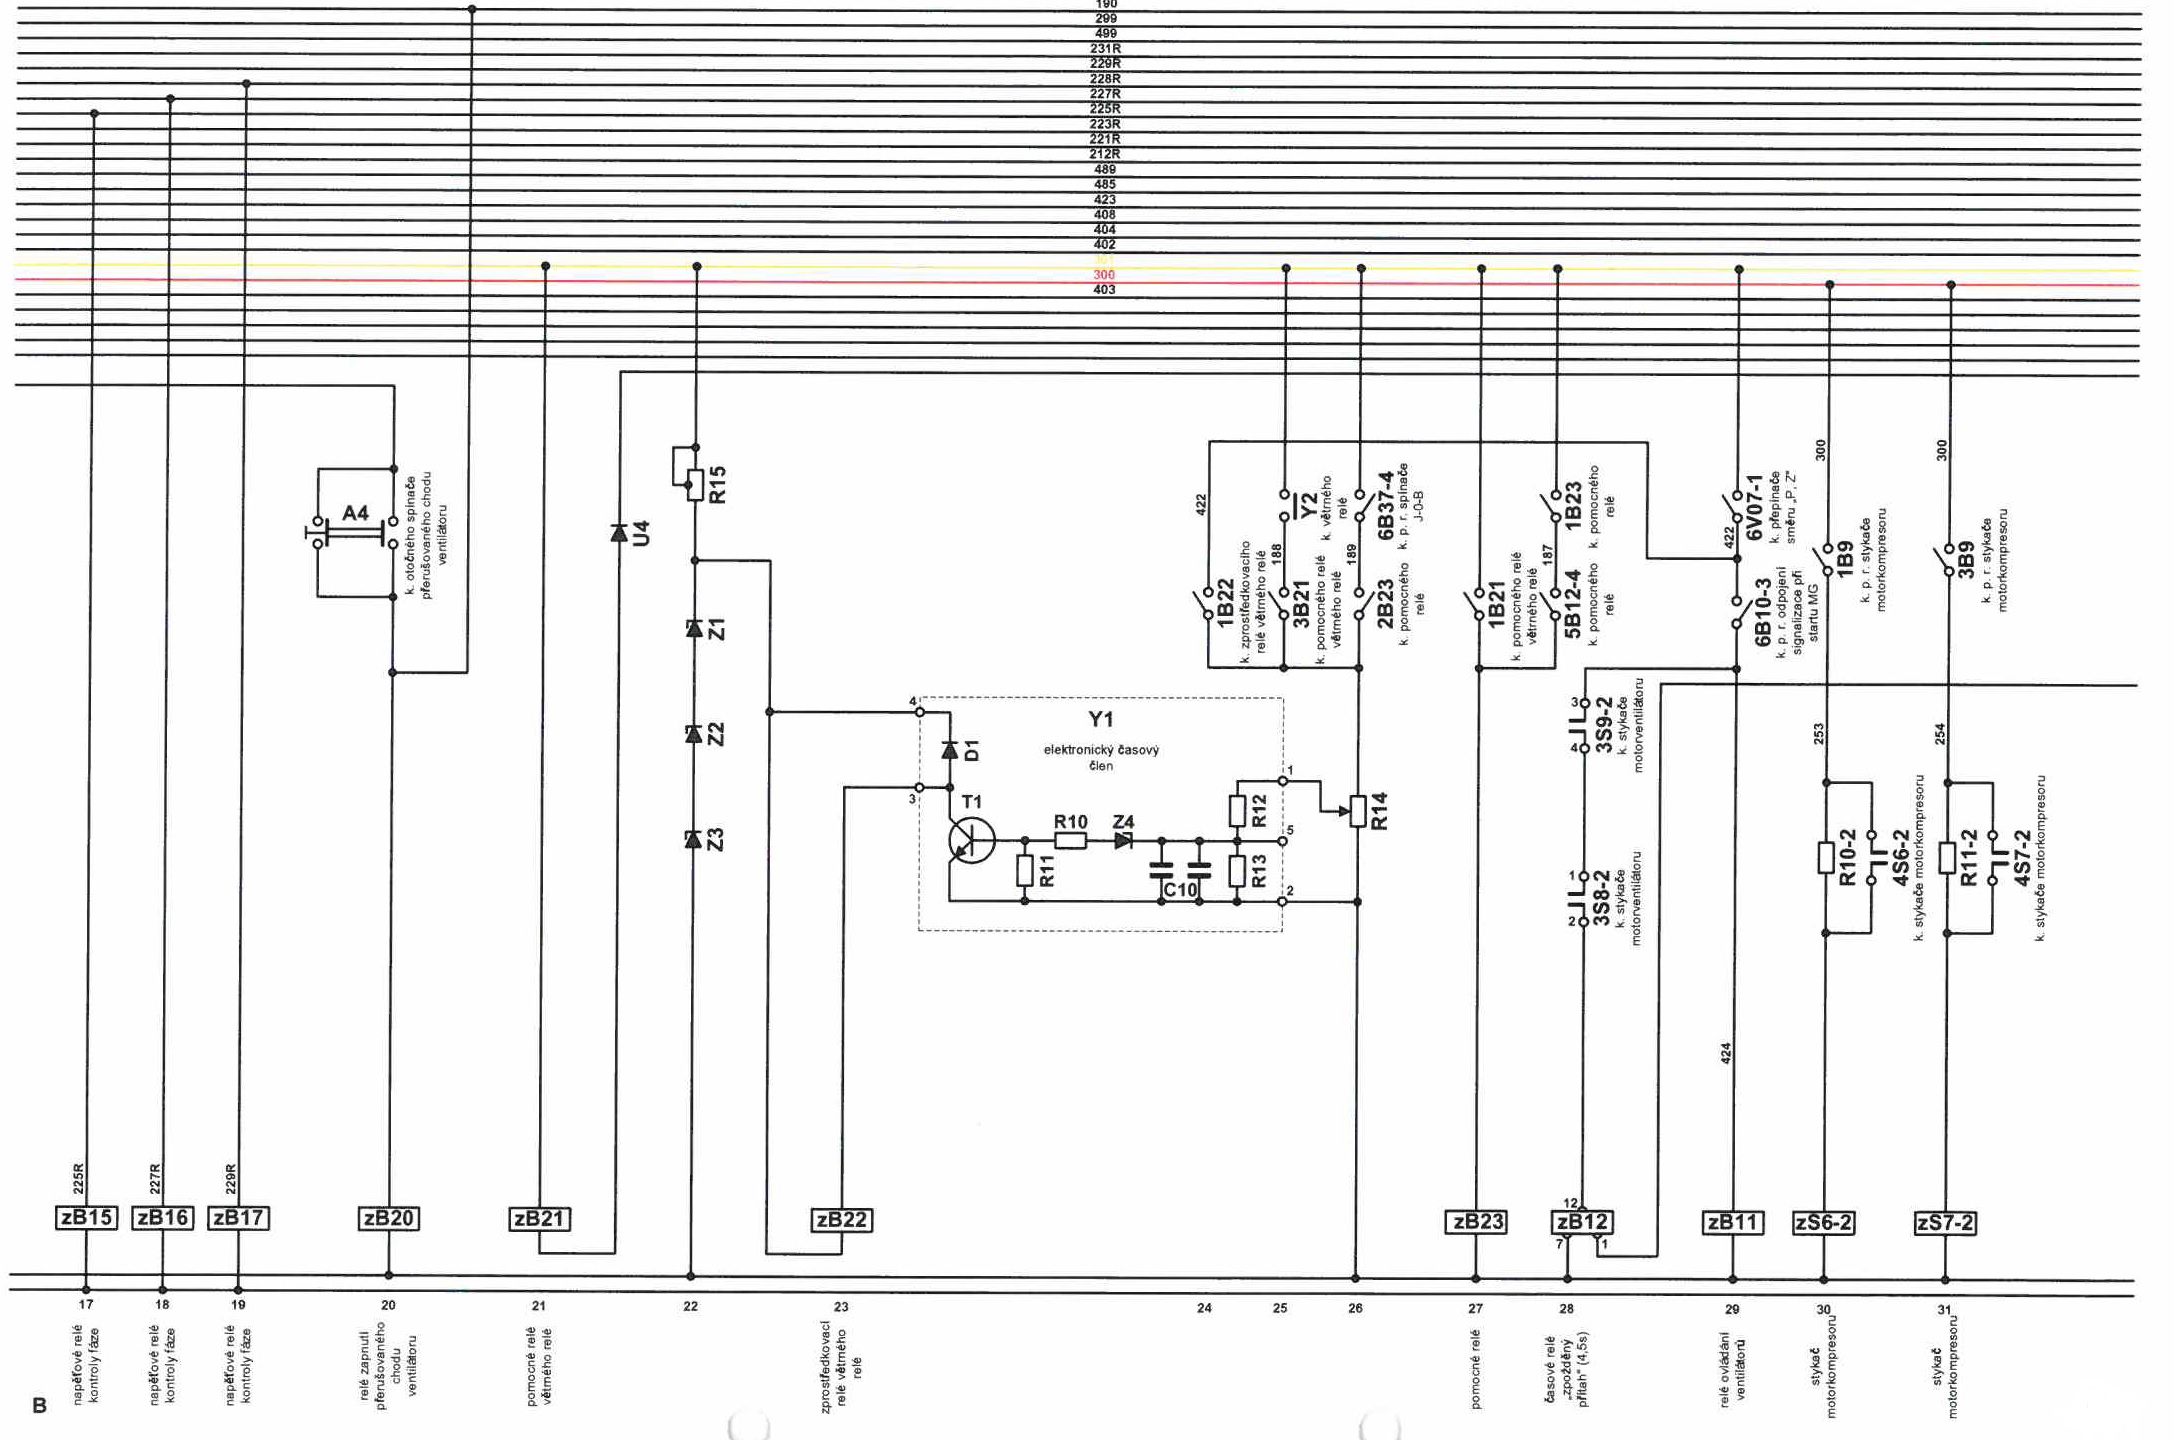 190
299
499
231R
229R
228R
227R
225R
223R
221R
212R
489
485
423
408
404
402
301
300
403
A4
k. otočného spínače
přerušovaného chodu
ventilátoru
U4
R15
Z1
Z2
Z3
422
1B22
k. zprostředkovacího
relé větrného relé
Y2
k. větrného
relé
188
3B21
k. pomocného relé
větrného relé
6B37-4
k. p. r. spínače
J-0-B
189
2B23
k. pomocného
relé
1B21
k. pomocného relé
větrného relé
1B23
k. pomocného
relé
187
5B12-4
k. pomocného
relé
6V07-1
k. přepínače
směru „P, Z"
422
6B10-3
k. p. r. odpojení
signalizace při
startu MG
300
1B9
k. p. r. stykače
motorkompresoru
300
3B9
k. p. r. stykače
motorkompresoru
3
4
3S9-2
k. stykače
motorventilátoru
1
2
3S8-2
k. stykače
motorventilátoru
253
R10-2
4S6-2
k. stykače motorkompresoru
254
R11-2
4S7-2
k. stykače motorkompresoru
4
3
Y1
elektronický časový
člen
D1
T1
R10
Z4
R11
C10
R12
R13
1
5
2
R14
424
225R
227R
229R
zB15
zB16
zB17
zB20
zB21
zB22
zB23
12
zB12
7
1
zB11
zS6-2
zS7-2
17
18
19
20
21
22
23
24
25
26
27
28
29
30
31
napěťové relé
kontroly fáze
napěťové relé
kontroly fáze
napěťové relé
kontroly fáze
relé zapnutí
přerušovaného
chodu
ventilátoru
pomocné relé
větrného relé
zprostředkovací
relé větrného
relé
pomocné relé
časové relé
„zpožděný
přítah" (4,5s)
relé ovládání
ventilátorů
stykač
motorkompresoru
stykač
motorkompresoru
B